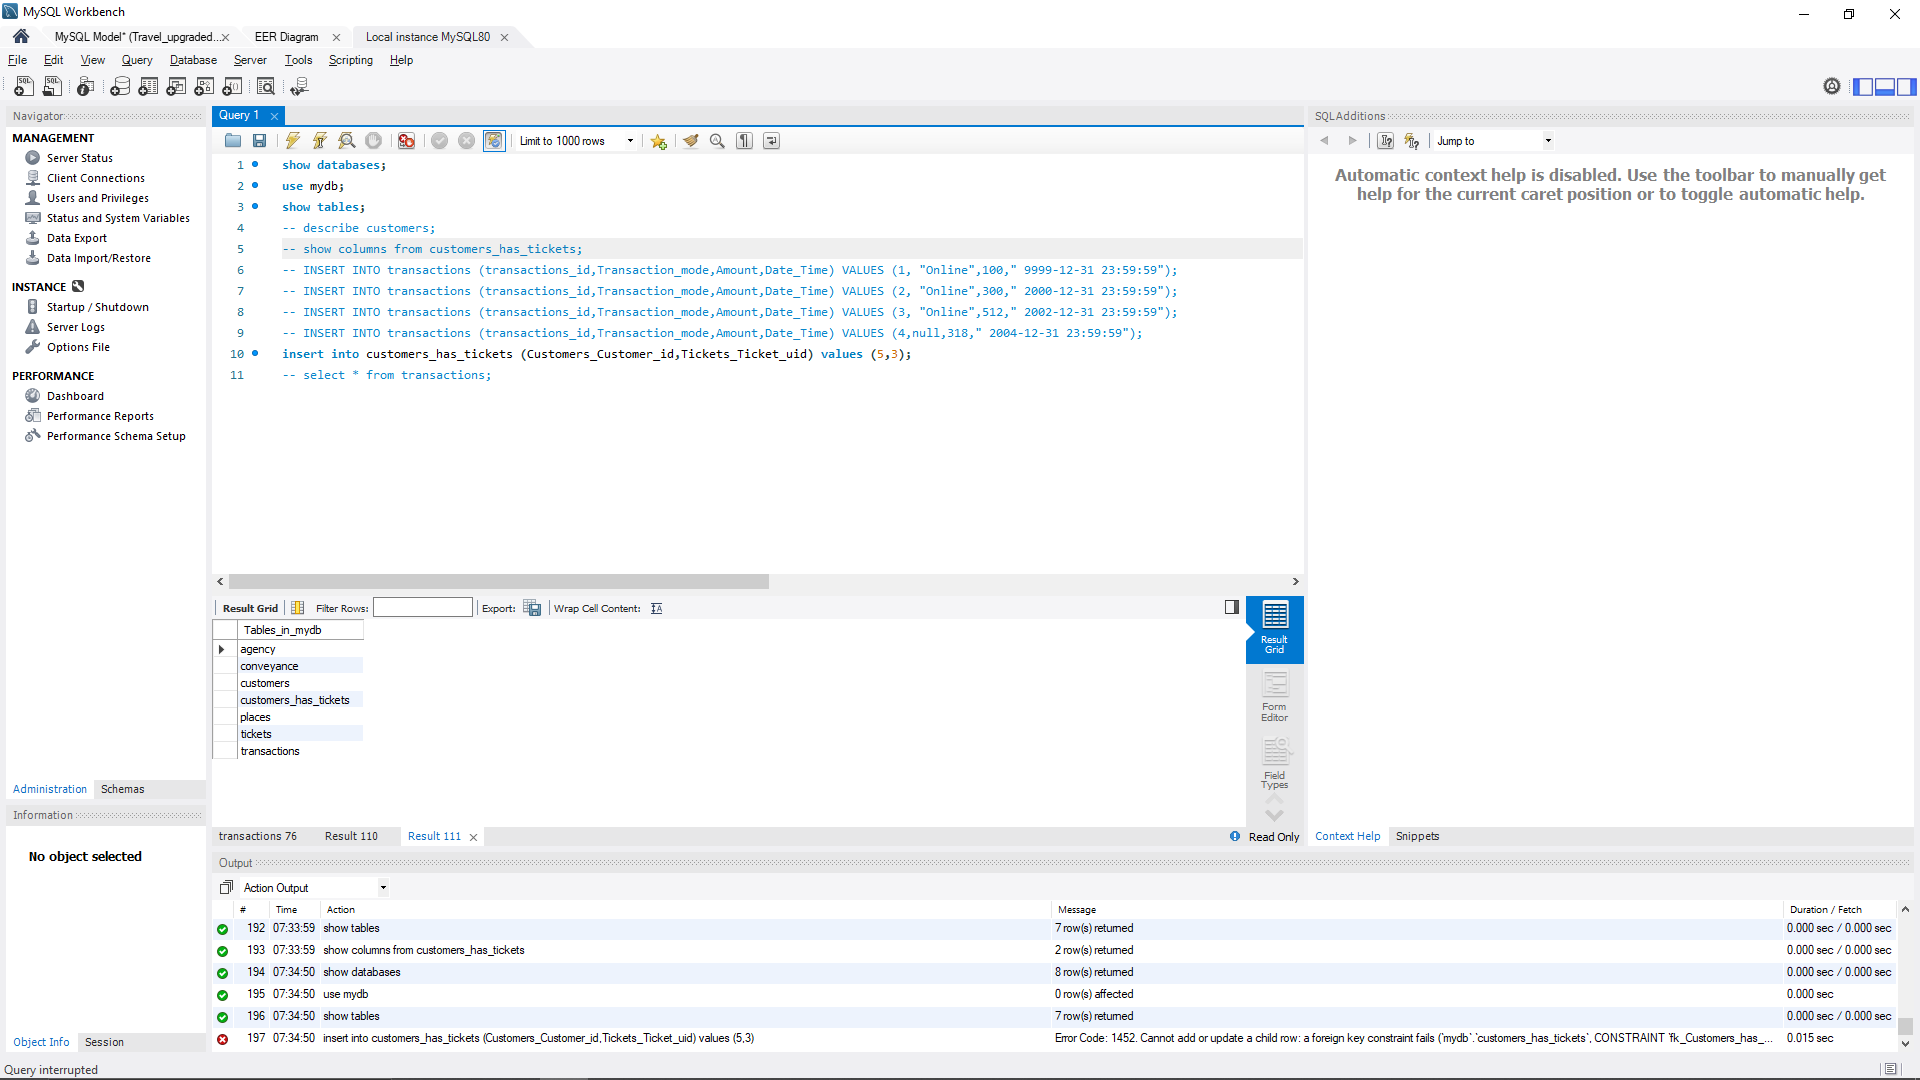 MySQL Workbench
MySQL Model* (Travel_upgraded...
EER Diagram
Local instance MySQL80
File Edit View Query Database Server Tools Scripting Help
Navigator
MANAGEMENT
Server Status
Client Connections
Users and Privileges
Status and System Variables
Data Export
Data Import/Restore
INSTANCE
Startup / Shutdown
Server Logs
Options File
PERFORMANCE
Dashboard
Performance Reports
Performance Schema Setup
Administration Schemas
Information
No object selected
Object Info Session
Query 1
Limit to 1000 rows
1 show databases;
2 use mydb;
3 show tables;
4 -- describe customers;
5 -- show columns from customers_has_tickets;
6 -- INSERT INTO transactions (transactions_id,Transaction_mode,Amount,Date_Time) VALUES (1, "Online",100," 9999-12-31 23:59:59");
7 -- INSERT INTO transactions (transactions_id,Transaction_mode,Amount,Date_Time) VALUES (2, "Online",300," 2000-12-31 23:59:59");
8 -- INSERT INTO transactions (transactions_id,Transaction_mode,Amount,Date_Time) VALUES (3, "Online",512," 2002-12-31 23:59:59");
9 -- INSERT INTO transactions (transactions_id,Transaction_mode,Amount,Date_Time) VALUES (4,null,318," 2004-12-31 23:59:59");
10 insert into customers_has_tickets (Customers_Customer_id,Tickets_Ticket_uid) values (5,3);
11 -- select * from transactions;
Result Grid Filter Rows: Export: Wrap Cell Content:
Tables_in_mydb
agency
conveyance
customers
customers_has_tickets
places
tickets
transactions
Result
Grid
Form
Editor
Field
Types
transactions 76 Result 110 Result 111
Read Only
SQLAdditions
Jump to
Automatic context help is disabled. Use the toolbar to manually get
help for the current caret position or to toggle automatic help.
Context Help Snippets
Output
Action Output
# Time Action Message Duration / Fetch
192 07:33:59 show tables 7 row(s) returned 0.000 sec / 0.000 sec
193 07:33:59 show columns from customers_has_tickets 2 row(s) returned 0.000 sec / 0.000 sec
194 07:34:50 show databases 8 row(s) returned 0.000 sec / 0.000 sec
195 07:34:50 use mydb 0 row(s) affected 0.000 sec
196 07:34:50 show tables 7 row(s) returned 0.000 sec / 0.000 sec
197 07:34:50 insert into customers_has_tickets (Customers_Customer_id,Tickets_Ticket_uid) values (5,3) Error Code: 1452. Cannot add or update a child row: a foreign key constraint fails (`mydb`.`customers_has_tickets`, CONSTRAINT `fk_Customers_has_... 0.015 sec
Query interrupted